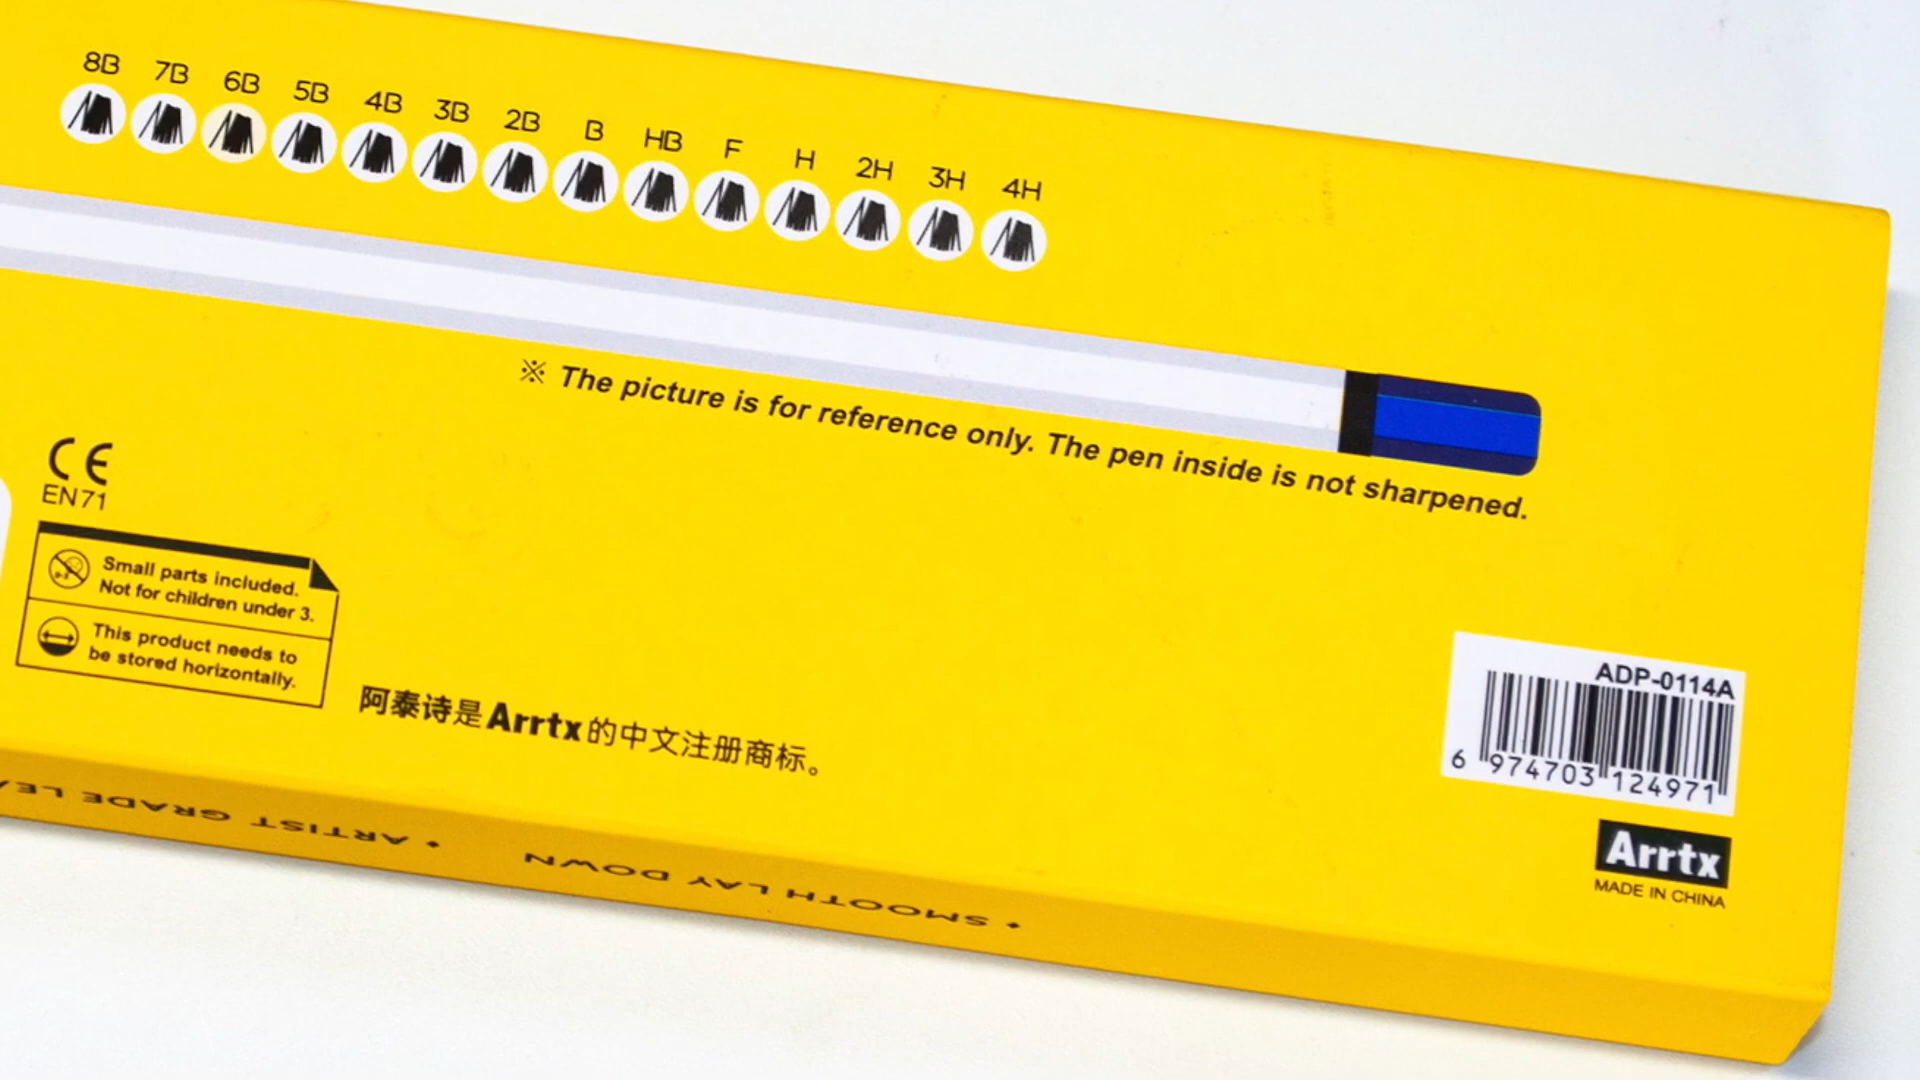 8B 7B 6B 5B 4B 3B 2B B HB F H 2H 3H 4H
※ The picture is for reference only. The pen inside is not sharpened.
CE
EN71
Small parts included.
Not for children under 3.
This product needs to
be stored horizontally.
阿泰诗是Arrtx的中文注册商标。
ADP-0114A
6 974703 124971
Arrtx
MADE IN CHINA
♦ SMOOTH LAY DOWN ♦ ARTIST GRADE